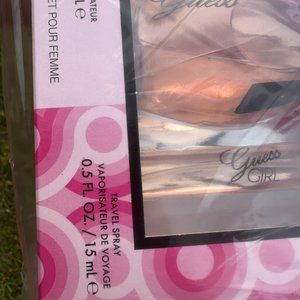 Guess
ATEUR
L ℮
ET POUR FEMME
TRAVEL SPRAY
VAPORISATEUR DE VOYAGE
0.5 FL. OZ. / 15 mL ℮
Guess
GIRL